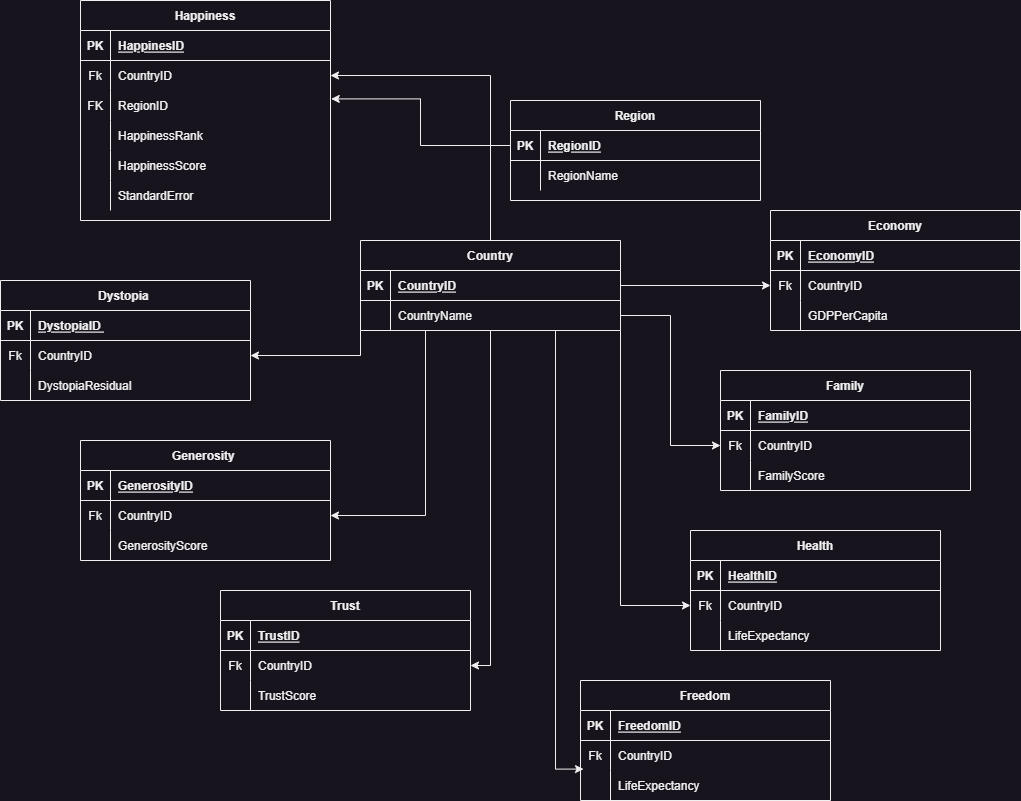 Happiness
PK HappinesID
Fk CountryID
FK RegionID
HappinessRank
HappinessScore
StandardError
Region
PK RegionID
RegionName
Country
PK CountryID
CountryName
Economy
PK EconomyID
Fk CountryID
GDPPerCapita
Dystopia
PK DystopiaID
Fk CountryID
DystopiaResidual
Family
PK FamilyID
Fk CountryID
FamilyScore
Generosity
PK GenerosityID
Fk CountryID
GenerosityScore
Health
PK HealthID
Fk CountryID
LifeExpectancy
Trust
PK TrustID
Fk CountryID
TrustScore
Freedom
PK FreedomID
Fk CountryID
LifeExpectancy